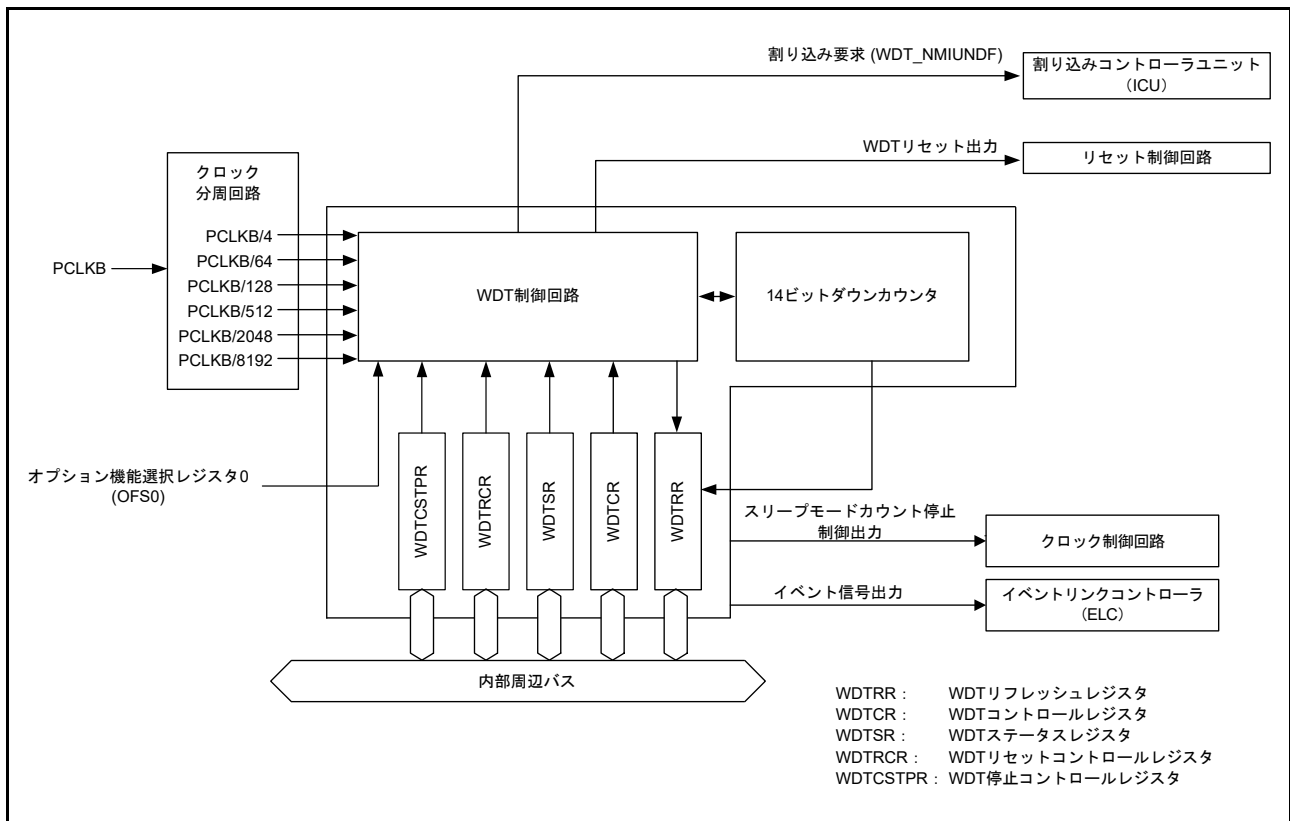 割り込み要求 (WDT_NMIUNDF)
割り込みコントローラユニット
（ICU）
WDTリセット出力
リセット制御回路
クロック
分周回路
PCLKB
PCLKB/4
PCLKB/64
PCLKB/128
PCLKB/512
PCLKB/2048
PCLKB/8192
WDT制御回路
14ビットダウンカウンタ
オプション機能選択レジスタ0
(OFS0)
WDTCSTPR
WDTRCR
WDTSR
WDTCR
WDTRR
スリープモードカウント停止
制御出力
クロック制御回路
イベント信号出力
イベントリンクコントローラ
（ELC）
内部周辺バス
WDTRR： WDTリフレッシュレジスタ
WDTCR： WDTコントロールレジスタ
WDTSR： WDTステータスレジスタ
WDTRCR： WDTリセットコントロールレジスタ
WDTCSTPR： WDT停止コントロールレジスタ